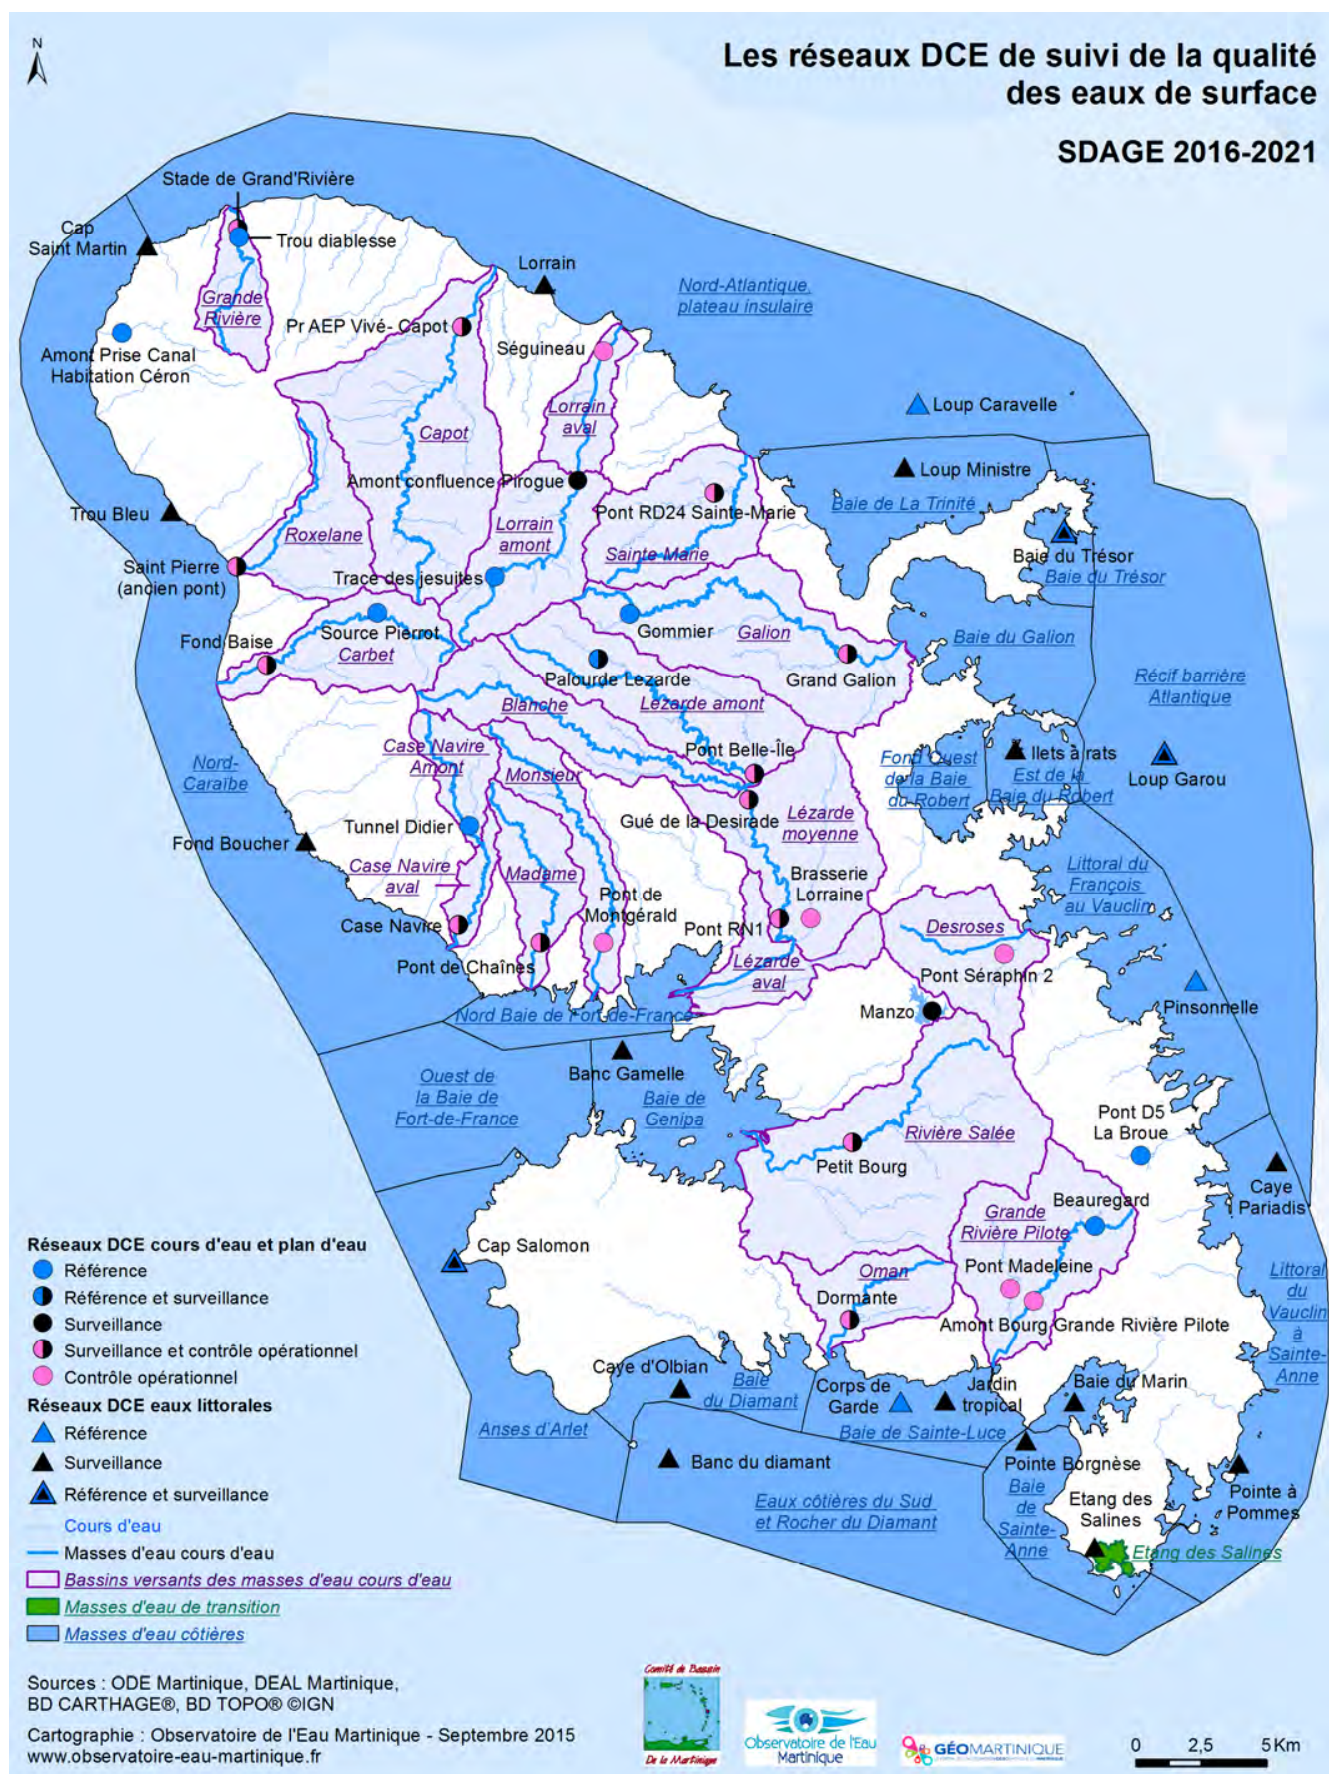 N
Les réseaux DCE de suivi de la qualité
des eaux de surface
SDAGE 2016-2021
Stade de Grand'Rivière
Cap
Saint Martin
Trou diablesse
Lorrain
Nord-Atlantique,
plateau insulaire
Grande
Rivière
Pr AEP Vivé- Capot
Amont Prise Canal
Habitation Céron
Séguineau
Loup Caravelle
Lorrain
aval
Capot
Loup Ministre
Amont confluence Pirogue
Baie de La Trinité
Trou Bleu
Pont RD24 Sainte-Marie
Roxelane
Lorrain
amont
Sainte Marie
Baie du Trésor
Baie du Trésor
Saint Pierre
(ancien pont)
Trace des jesuites
Fond Baise
Source Pierrot
Carbet
Gommier
Galion
Baie du Galion
Palourde Lezarde
Grand Galion
Récif barrière
Atlantique
Blanche
Lézarde amont
Case Navire
Amont
Monsieur
Pont Belle-Île
Nord-
Caraïbe
Fond Ouest
de la Baie
du Robert
Ilets à rats
Est de la
Baie du Robert
Loup Garou
Gué de la Desirade
Lézarde
moyenne
Tunnel Didier
Fond Boucher
Case Navire
aval
Madame
Brasserie
Lorraine
Littoral du
François
au Vauclin
Pont de
Montgérald
Case Navire
Pont RN1
Desroses
Pont de Chaînes
Lézarde
aval
Pont Séraphin 2
Pinsonnelle
Nord Baie de Fort-de-France
Manzo
Banc Gamelle
Ouest de
la Baie de
Fort-de-France
Baie de
Genipa
Pont D5
La Broue
Rivière Salée
Petit Bourg
Caye
Pariadis
Beauregard
Grande
Rivière Pilote
Cap Salomon
Oman
Pont Madeleine
Littoral
du
Vauclin
à
Sainte-
Anne
Dormante
Amont Bourg Grande Rivière Pilote
Caye d'Olbian
Baie
du Diamant
Corps de
Garde
Jardin
tropical
Baie du Marin
Anses d'Arlet
Baie de Sainte-Luce
Banc du diamant
Pointe Borgnèse
Baie
de
Sainte-
Anne
Pointe à
Pommes
Eaux côtières du Sud
et Rocher du Diamant
Etang des
Salines
Etang des Salines
Réseaux DCE cours d'eau et plan d'eau
Référence
Référence et surveillance
Surveillance
Surveillance et contrôle opérationnel
Contrôle opérationnel
Réseaux DCE eaux littorales
Référence
Surveillance
Référence et surveillance
Cours d'eau
Masses d'eau cours d'eau
Bassins versants des masses d'eau cours d'eau
Masses d'eau de transition
Masses d'eau côtières
Sources : ODE Martinique, DEAL Martinique,
BD CARTHAGE®, BD TOPO® ©IGN
Cartographie : Observatoire de l'Eau Martinique - Septembre 2015
www.observatoire-eau-martinique.fr
Comité de Bassin
De la Martinique
Observatoire de l'Eau
Martinique
GÉOMARTINIQUE
0 2,5 5 Km